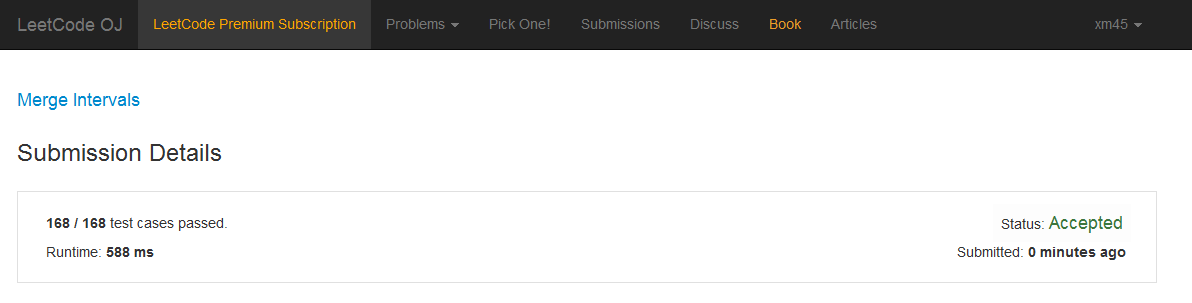 LeetCode OJ LeetCode Premium Subscription Problems Pick One! Submissions Discuss Book Articles xm45
Merge Intervals
Submission Details
168 / 168 test cases passed. Status: Accepted
Runtime: 588 ms Submitted: 0 minutes ago